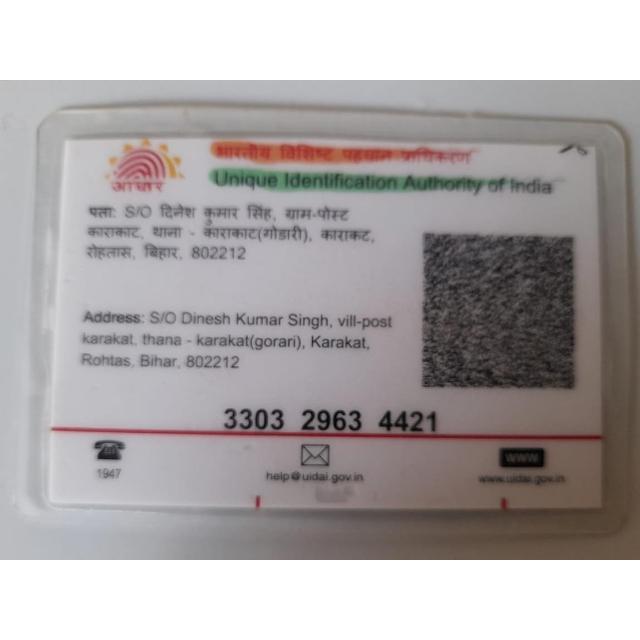 भारतीय विशिष्ट पहचान प्राधिकरण
आधार
Unique Identification Authority of India
पता: S/O दिनेश कुमार सिंह, ग्राम-पोस्ट
काराकाट, थाना - काराकाट(गोडारी), काराकट,
रोहतास, बिहार, 802212
Address: S/O Dinesh Kumar Singh, vill-post
karakat, thana - karakat(gorari), Karakat,
Rohtas, Bihar, 802212
3303 2963 4421
1947
help@uidai.gov.in
www
www.uidai.gov.in